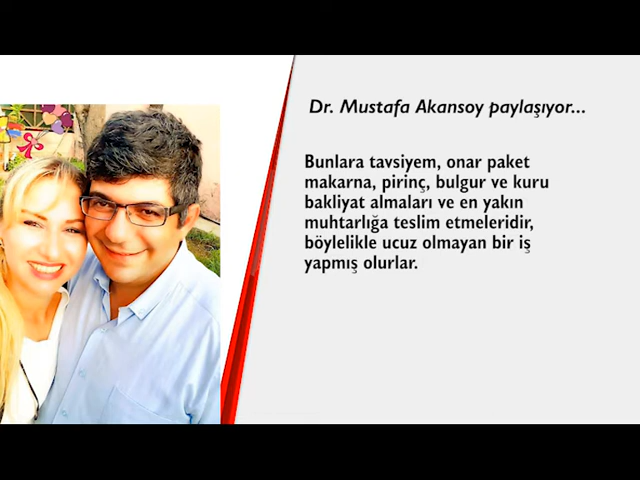 Dr. Mustafa Akansoy paylaşıyor...
Bunlara tavsiyem, onar paket
makarna, pirinç, bulgur ve kuru
bakliyat almaları ve en yakın
muhtarlığa teslim etmeleridir,
böylelikle ucuz olmayan bir iş
yapmış olurlar.